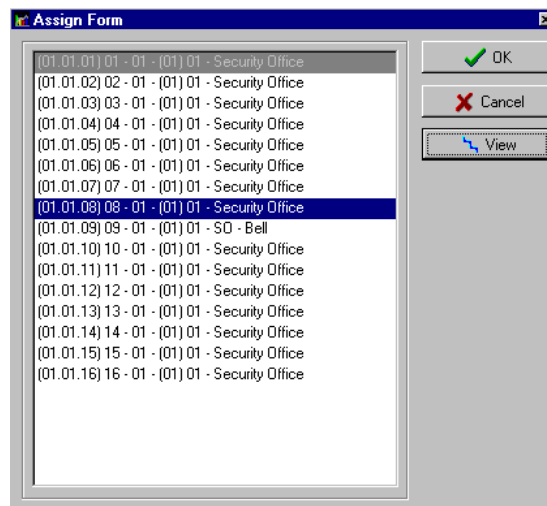 Assign Form
(01.01.01) 01 - 01 - (01) 01 - Security Office
(01.01.02) 02 - 01 - (01) 01 - Security Office
(01.01.03) 03 - 01 - (01) 01 - Security Office
(01.01.04) 04 - 01 - (01) 01 - Security Office
(01.01.05) 05 - 01 - (01) 01 - Security Office
(01.01.06) 06 - 01 - (01) 01 - Security Office
(01.01.07) 07 - 01 - (01) 01 - Security Office
(01.01.08) 08 - 01 - (01) 01 - Security Office
(01.01.09) 09 - 01 - (01) 01 - SO - Bell
(01.01.10) 10 - 01 - (01) 01 - Security Office
(01.01.11) 11 - 01 - (01) 01 - Security Office
(01.01.12) 12 - 01 - (01) 01 - Security Office
(01.01.13) 13 - 01 - (01) 01 - Security Office
(01.01.14) 14 - 01 - (01) 01 - Security Office
(01.01.15) 15 - 01 - (01) 01 - Security Office
(01.01.16) 16 - 01 - (01) 01 - Security Office
OK
Cancel
View